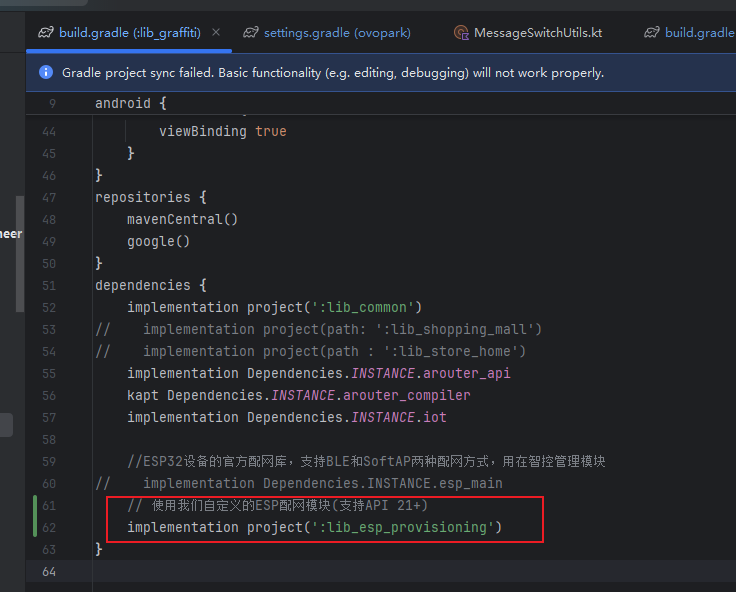 build.gradle (:lib_graffiti)
settings.gradle (ovopark)
MessageSwitchUtils.kt
build.gradle
Gradle project sync failed. Basic functionality (e.g. editing, debugging) will not work properly.
neer
9 android {
44 viewBinding true
45 }
46 }
47 repositories {
48 mavenCentral()
49 google()
50 }
51 dependencies {
52 implementation project(':lib_common')
53 // implementation project(path: ':lib_shopping_mall')
54 // implementation project(path : ':lib_store_home')
55 implementation Dependencies.INSTANCE.arouter_api
56 kapt Dependencies.INSTANCE.arouter_compiler
57 implementation Dependencies.INSTANCE.iot
58
59 //ESP32设备的官方配网库，支持BLE和SoftAP两种配网方式，用在智控管理模块
60 // implementation Dependencies.INSTANCE.esp_main
61 // 使用我们自定义的ESP配网模块(支持API 21+)
62 implementation project(':lib_esp_provisioning')
63 }
64